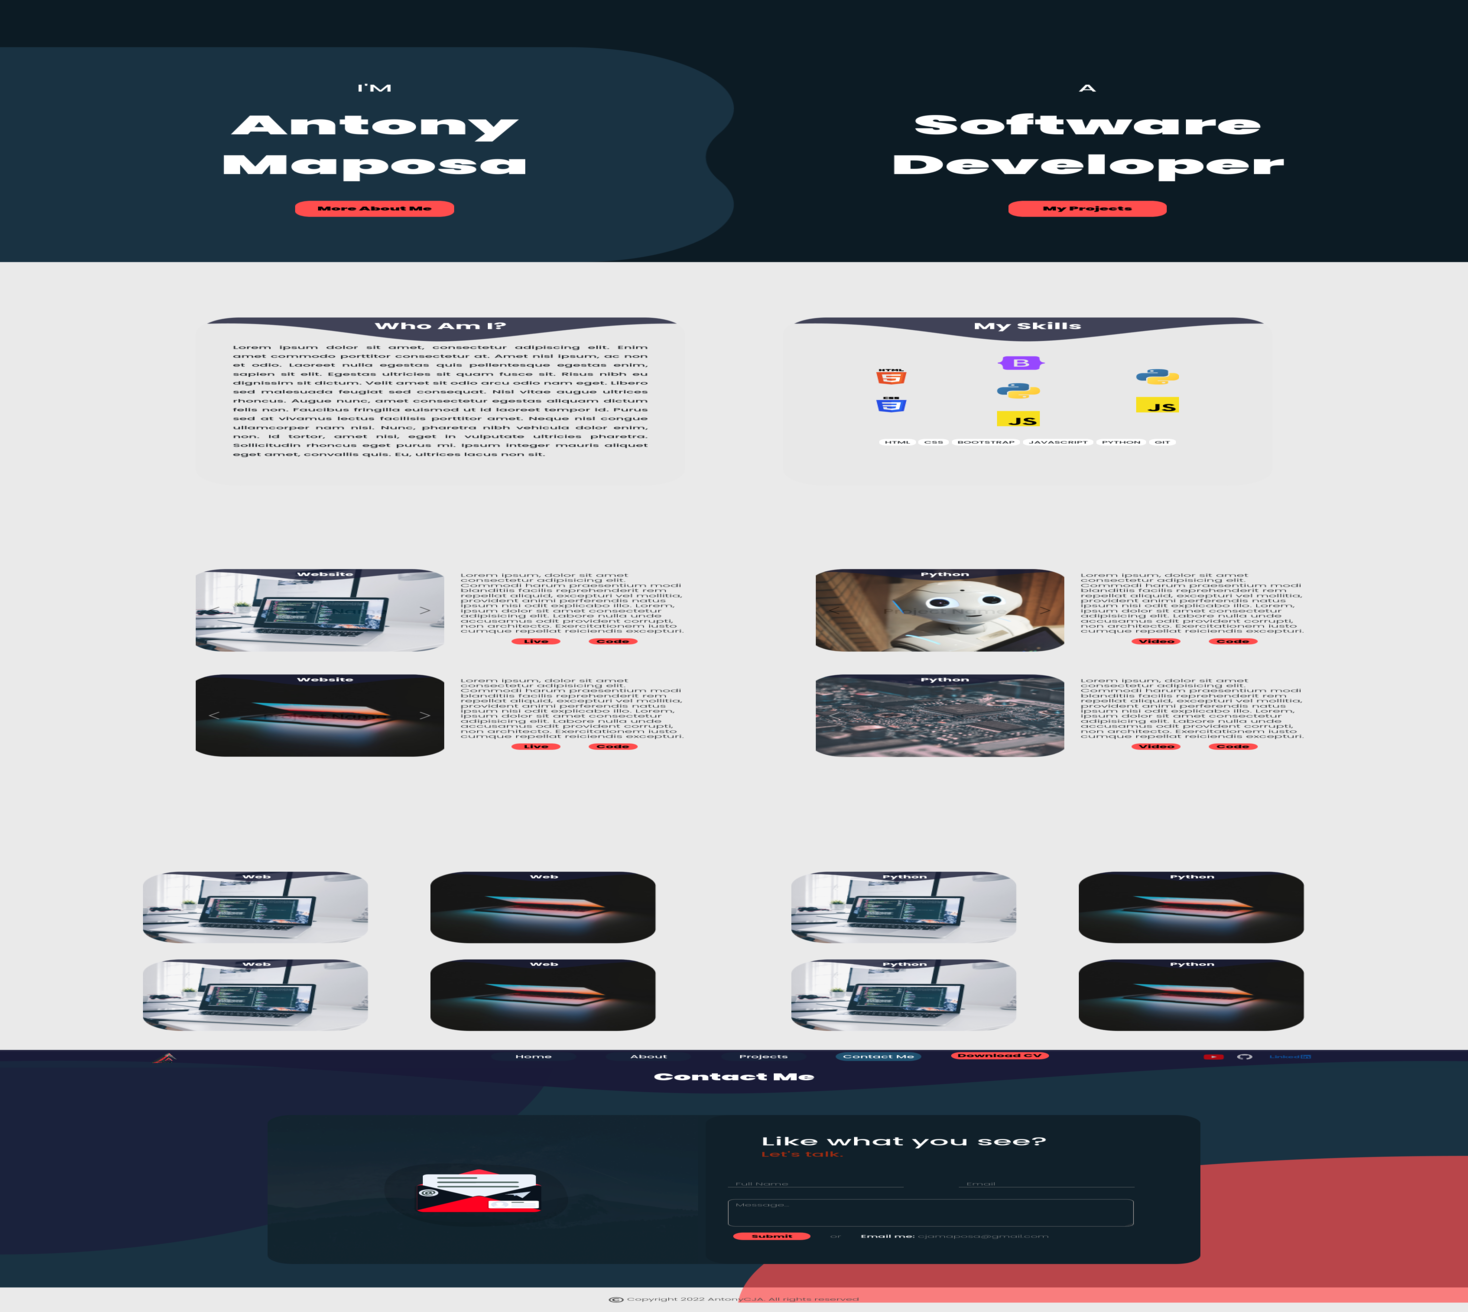 I'M
Antony
Maposa
More About Me
A
Software
Developer
My Projects
Who Am I?
Lorem ipsum dolor sit amet, consectetur adipiscing elit. Enim
amet commodo porttitor consectetur at. Amet nisl ipsum, ac non
et odio. Laoreet nulla egestas quis pellentesque egestas enim,
sapien sit elit. Egestas ultricies sit quam fusce sit. Risus nibh eu
dignissim sit dictum. Velit amet sit odio arcu odio nam eget. Libero
sed malesuada feugiat sed consequat. Nisl vitae augue ultrices
rhoncus. Augue nunc, amet consectetur egestas aliquam dictum
felis non. Faucibus fringilla euismod ut id laoreet tempor id. Purus
sed at vivamus lectus facilisis porttitor amet. Neque nisl congue
ullamcorper nam nisi. Nunc, pharetra nibh vehicula dolor enim,
non. Id tortor, amet nisl, eget in vulputate ultricies pharetra.
Sollicitudin rhoncus eget purus mi. Ipsum integer mauris aliquet
eget amet, convallis quis. Eu, ultrices lacus non sit.
My Skills
HTML
B
CSS
JS
JS
HTML CSS BOOTSTRAP JAVASCRIPT PYTHON GIT
Website
Lorem ipsum, dolor sit amet
consectetur adipisicing elit.
Commodi harum praesentium modi
blanditiis facilis reprehenderit rem
repellat aliquid, excepturi vel mollitia,
provident animi perferendis natus
ipsum nisi odit explicabo illo. Lorem,
ipsum dolor sit amet consectetur
adipisicing elit. Labore nulla unde
accusamus odit provident corrupti,
non architecto. Exercitationem iusto
cumque repellat reiciendis excepturi.
Live Code
Python
Lorem ipsum, dolor sit amet
consectetur adipisicing elit.
Commodi harum praesentium modi
blanditiis facilis reprehenderit rem
repellat aliquid, excepturi vel mollitia,
provident animi perferendis natus
ipsum nisi odit explicabo illo. Lorem,
ipsum dolor sit amet consectetur
adipisicing elit. Labore nulla unde
accusamus odit provident corrupti,
non architecto. Exercitationem iusto
cumque repellat reiciendis excepturi.
Video Code
Website
Lorem ipsum, dolor sit amet
consectetur adipisicing elit.
Commodi harum praesentium modi
blanditiis facilis reprehenderit rem
repellat aliquid, excepturi vel mollitia,
provident animi perferendis natus
ipsum nisi odit explicabo illo. Lorem,
ipsum dolor sit amet consectetur
adipisicing elit. Labore nulla unde
accusamus odit provident corrupti,
non architecto. Exercitationem iusto
cumque repellat reiciendis excepturi.
Live Code
Python
Lorem ipsum, dolor sit amet
consectetur adipisicing elit.
Commodi harum praesentium modi
blanditiis facilis reprehenderit rem
repellat aliquid, excepturi vel mollitia,
provident animi perferendis natus
ipsum nisi odit explicabo illo. Lorem,
ipsum dolor sit amet consectetur
adipisicing elit. Labore nulla unde
accusamus odit provident corrupti,
non architecto. Exercitationem iusto
cumque repellat reiciendis excepturi.
Video Code
Web Web Python Python
Web Web Python Python
Home About Projects Contact Me Download CV Linked in
Contact Me
Like what you see?
Let's talk.
Full Name Email
Message...
Submit or Email me: cjamaposa@gmail.com
© Copyright 2022 AntonyCJA. All rights reserved.